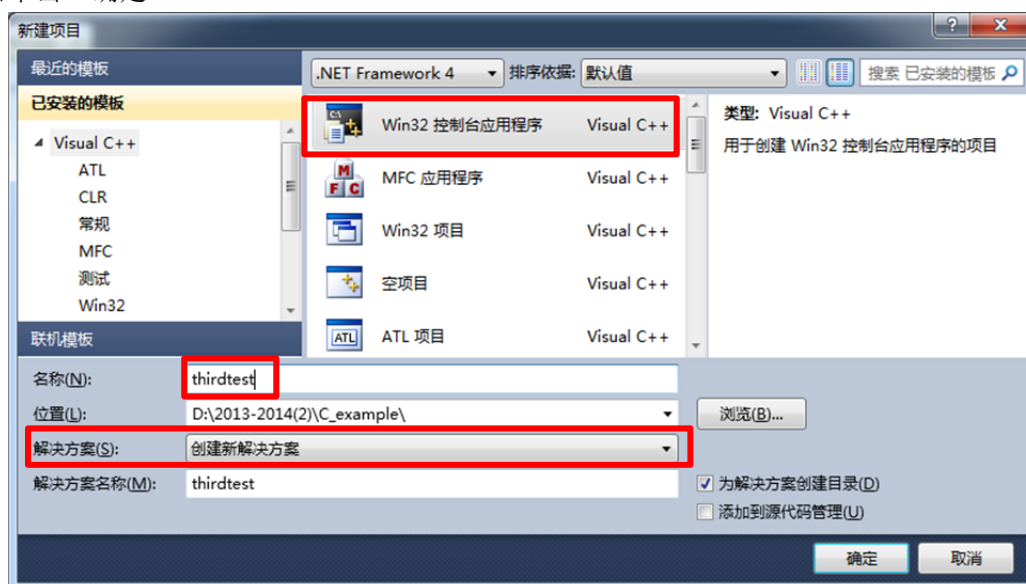 新建项目
最近的模板
.NET Framework 4
排序依据:
默认值
搜索 已安装的模板
已安装的模板
Visual C++
ATL
CLR
常规
MFC
测试
Win32
联机模板
Win32 控制台应用程序 Visual C++
MFC 应用程序 Visual C++
Win32 项目 Visual C++
空项目 Visual C++
ATL 项目 Visual C++
类型: Visual C++
用于创建 Win32 控制台应用程序的项目
名称(N): thirdtest
位置(L): D:\2013-2014(2)\C_example\ 浏览(B)...
解决方案(S): 创建新解决方案
解决方案名称(M): thirdtest
为解决方案创建目录(D)
添加到源代码管理(U)
确定 取消